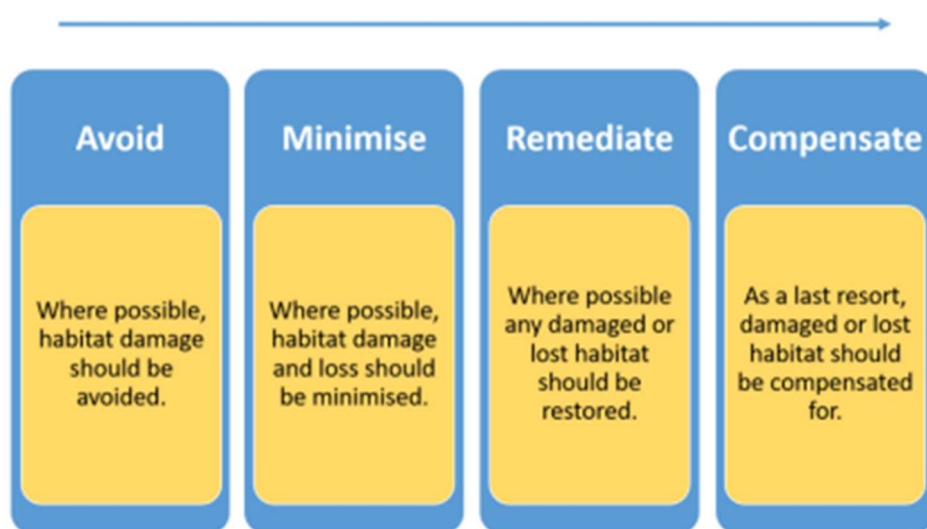 Avoid
Where possible,
habitat damage
should be
avoided.
Minimise
Where possible,
habitat damage
and loss should
be minimised.
Remediate
Where possible
any damaged or
lost habitat
should be
restored.
Compensate
As a last resort,
damaged or lost
habitat should
be compensated
for.